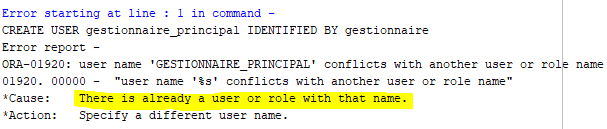 Error starting at line : 1 in command -
CREATE USER gestionnaire_principal IDENTIFIED BY gestionnaire
Error report -
ORA-01920: user name 'GESTIONNAIRE_PRINCIPAL' conflicts with another user or role name
01920. 00000 -  "user name '%s' conflicts with another user or role name"
*Cause:    There is already a user or role with that name.
*Action:   Specify a different user name.